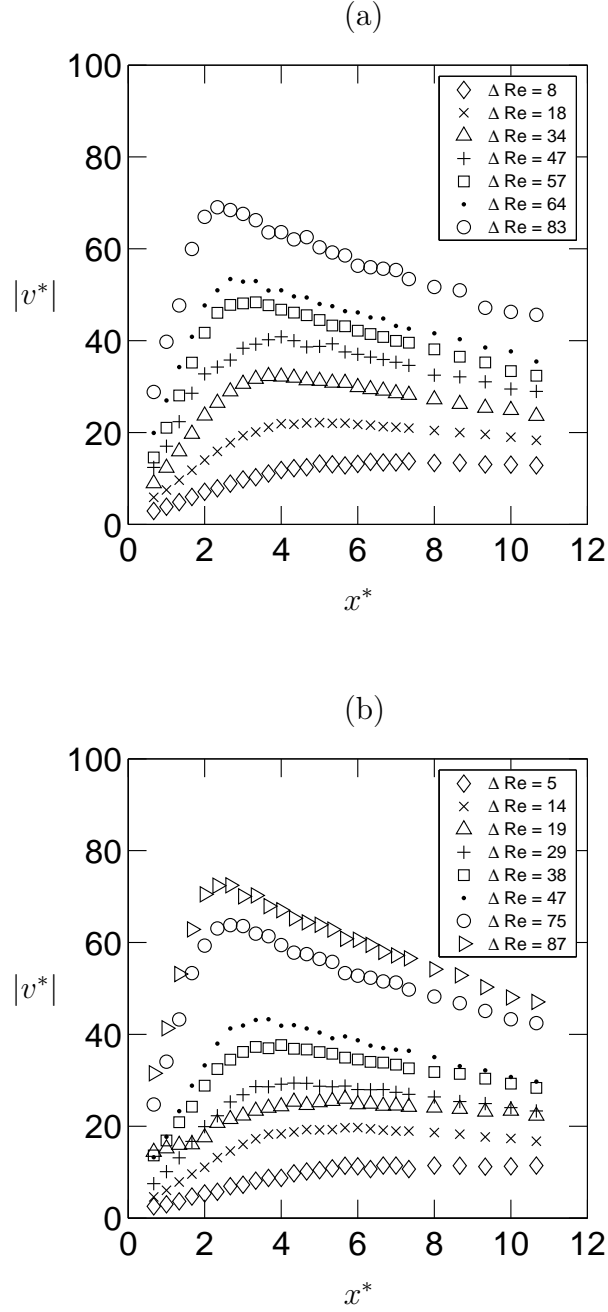 (a)
100
80
60
40
20
0
|v*|
0 2 4 6 8 10 12
x*
Δ Re = 8
Δ Re = 18
Δ Re = 34
Δ Re = 47
Δ Re = 57
Δ Re = 64
Δ Re = 83
(b)
100
80
60
40
20
0
|v*|
0 2 4 6 8 10 12
x*
Δ Re = 5
Δ Re = 14
Δ Re = 19
Δ Re = 29
Δ Re = 38
Δ Re = 47
Δ Re = 75
Δ Re = 87